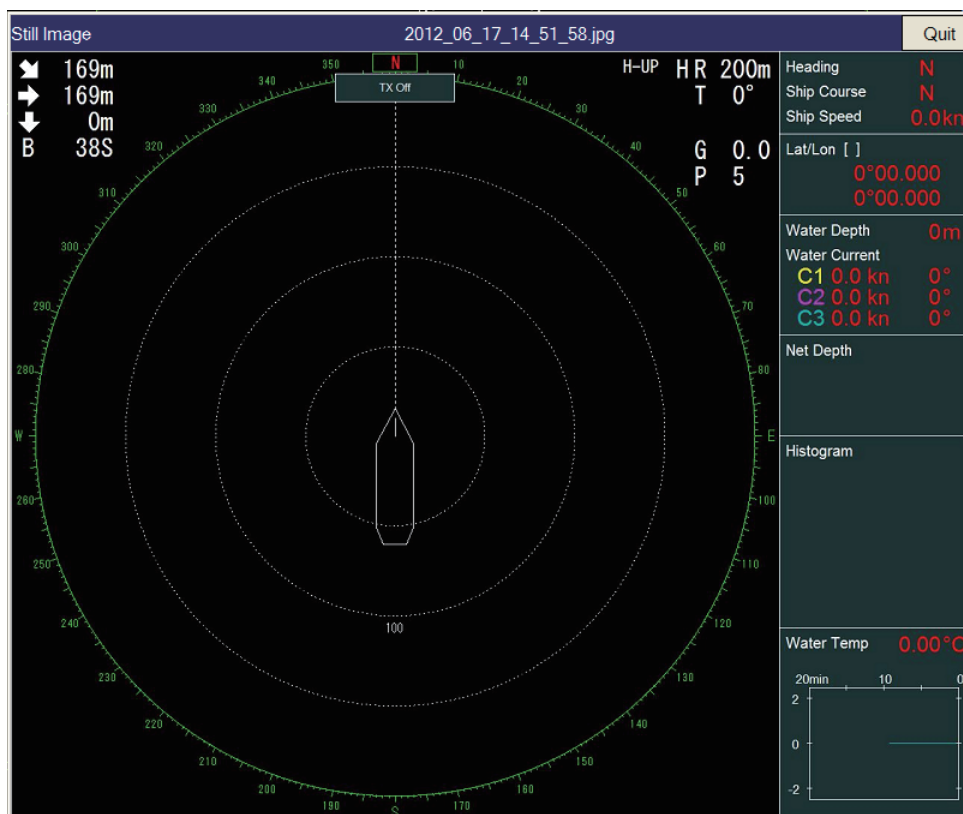 Still Image 2012_06_17_14_51_58.jpg Quit
169m
169m
0m
B 38S
H-UP HR 200m
T 0°
G 0.0
P 5
N
TX Off
350
10
20
30
40
50
60
70
80
E
100
110
120
130
140
150
160
170
S
190
200
210
220
230
240
250
260
W
280
290
300
310
320
330
340
100
Heading N
Ship Course N
Ship Speed 0.0kn
Lat/Lon [ ]
0°00.000
0°00.000
Water Depth 0m
Water Current
C1 0.0 kn 0°
C2 0.0 kn 0°
C3 0.0 kn 0°
Net Depth
Histogram
Water Temp 0.00°C
20min 10 0
2
0
-2